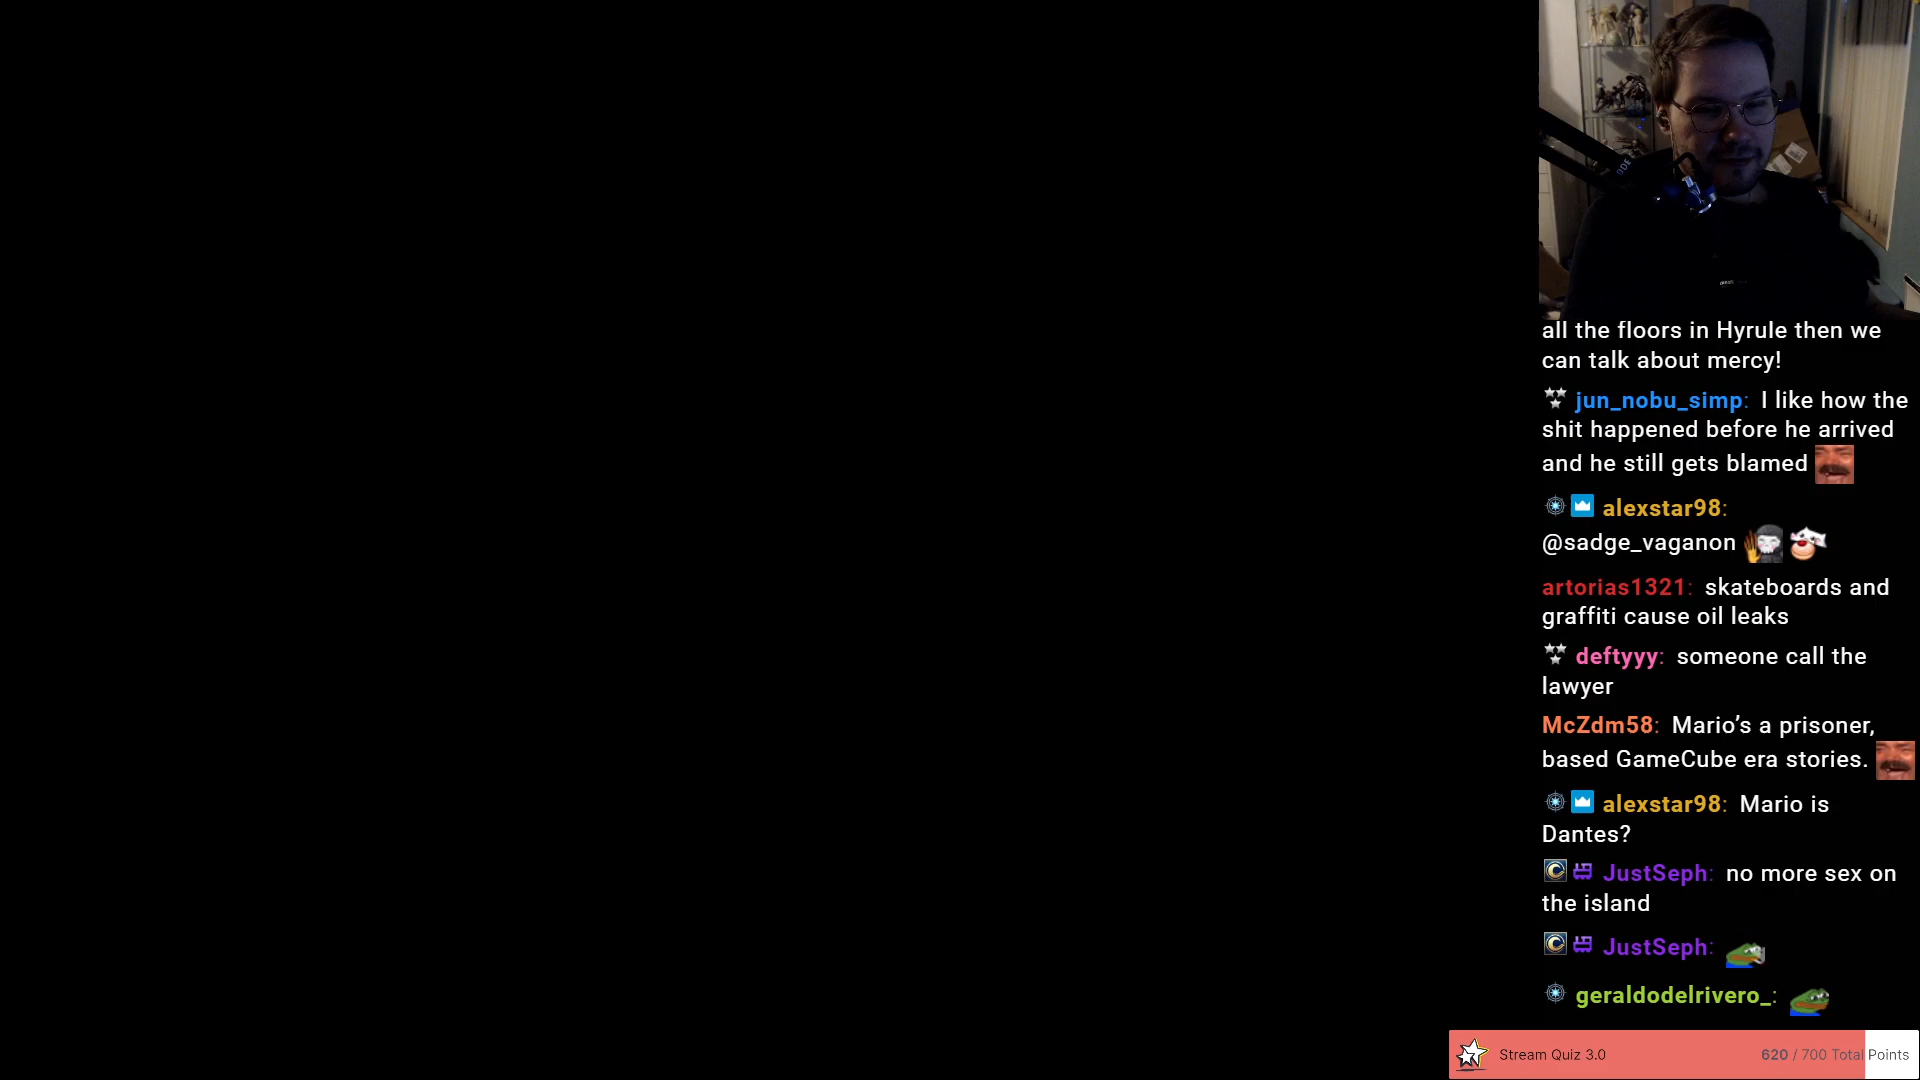 all the floors in Hyrule then we
can talk about mercy!
jun_nobu_simp: I like how the
shit happened before he arrived
and he still gets blamed
alexstar98:
@sadge_vaganon
artorias1321: skateboards and
graffiti cause oil leaks
deftyyy: someone call the
lawyer
McZdm58: Mario’s a prisoner,
based GameCube era stories.
alexstar98: Mario is
Dantes?
JustSeph: no more sex on
the island
JustSeph:
geraldodelrivero_:
Stream Quiz 3.0
620 / 700 Total Points